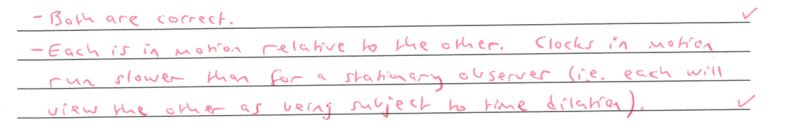 - Both are correct. ✓
- Each is in motion relative to the other. Clocks in motion
run slower than for a stationary observer (i.e. each will
view the other as being subject to time dilation). ✓